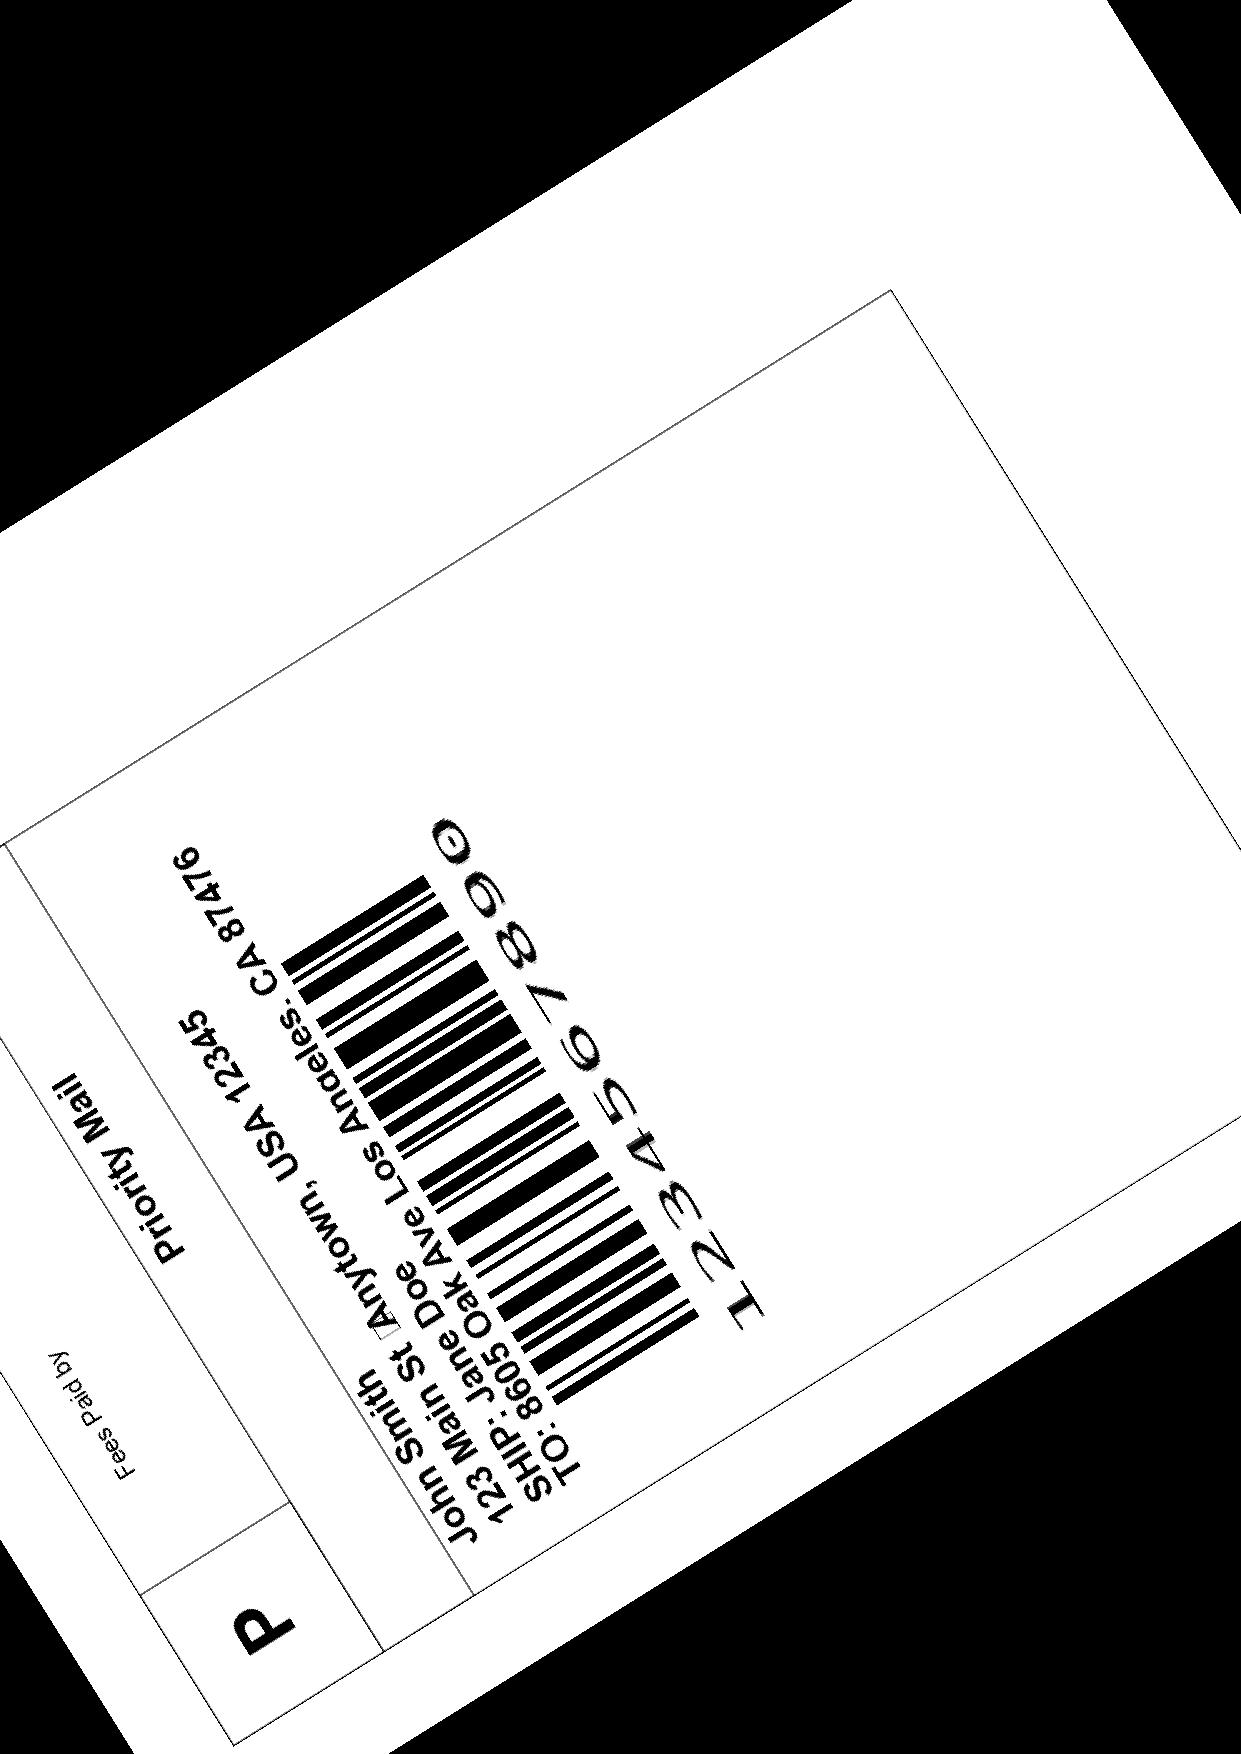 P
Fees Paid by
Priority Mail
John Smith
123 Main St Anytown, USA 12345
SHIP: Jane Doe
TO: 8605 Oak Ave Los Angeles. CA 87476
1234567890